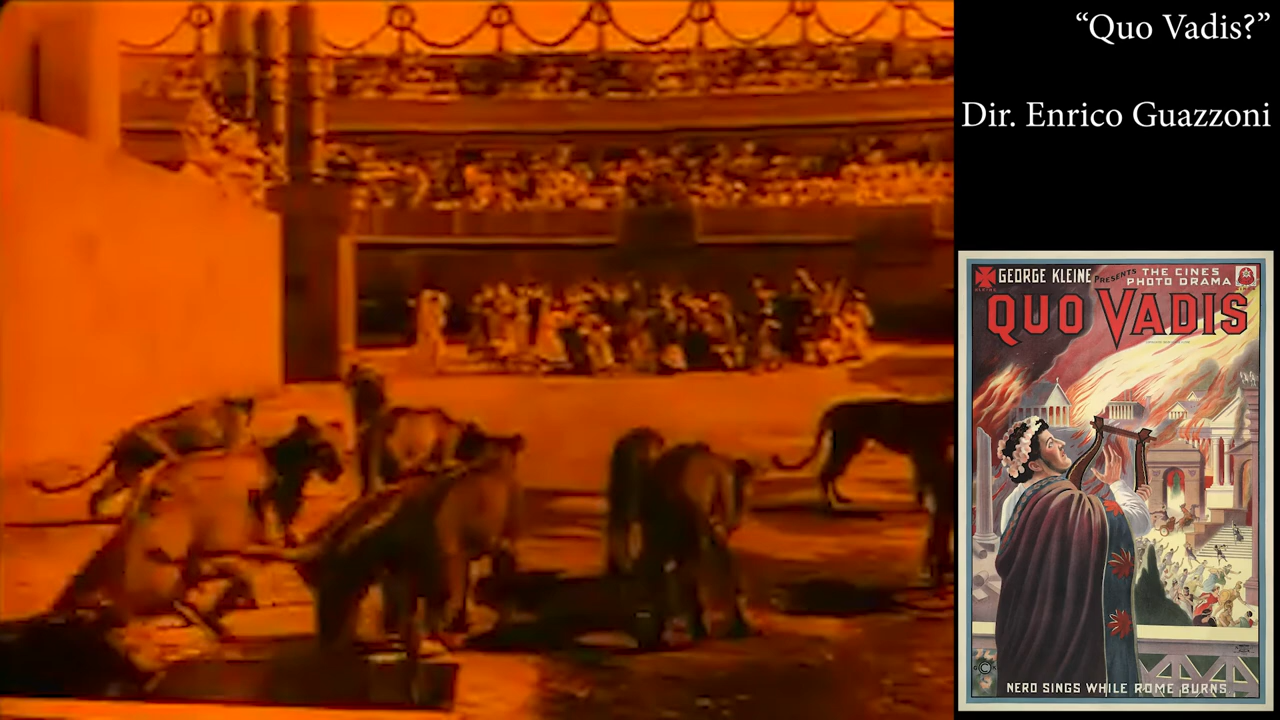 “Quo Vadis?”
Dir. Enrico Guazzoni
GEORGE KLEINE PRESENTS THE CINES
PHOTO DRAMA
QUO VADIS
NERO SINGS WHILE ROME BURNS